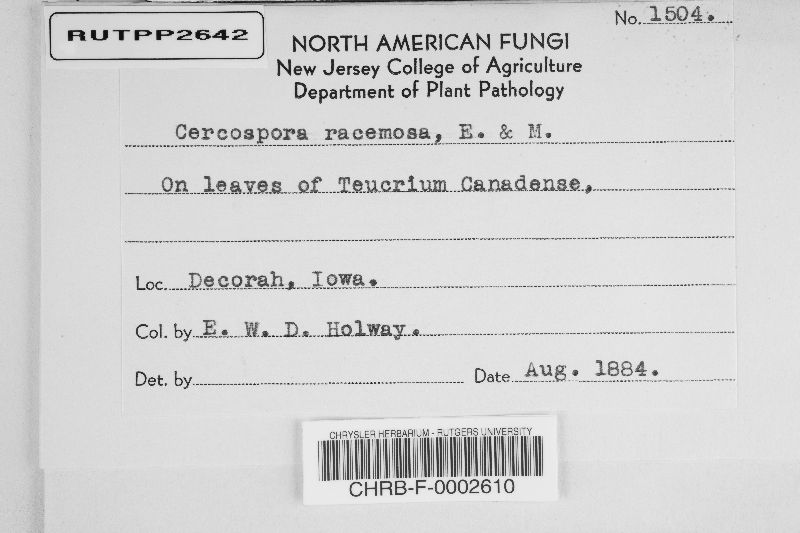 RUTPP2642
No. 1504.
NORTH AMERICAN FUNGI
New Jersey College of Agriculture
Department of Plant Pathology
Cercospora racemosa, E. & M.
On leaves of Teucrium Canadense,
Loc. Decorah, Iowa.
Col. by E. W. D. Holway.
Det. by
Date Aug. 1884.
CHRYSLER HERBARIUM - RUTGERS UNIVERSITY
CHRB-F-0002610